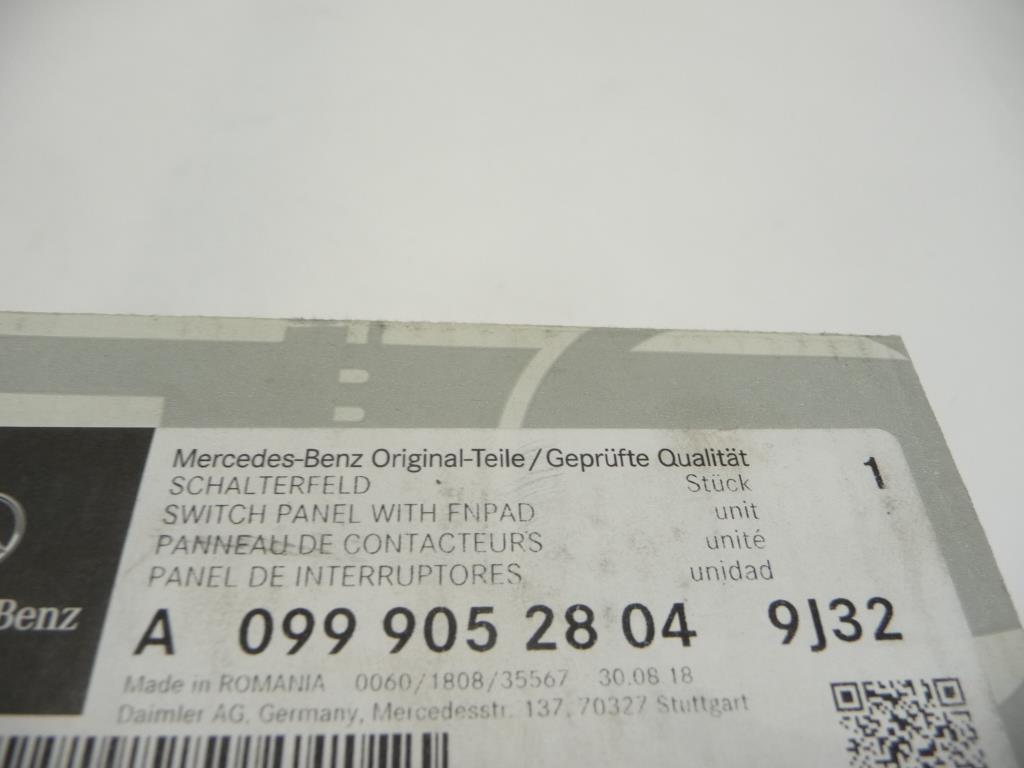 Mercedes-Benz Original-Teile/Geprüfte Qualität 1
SCHALTERFELD Stück
SWITCH PANEL WITH FNPAD unit
PANNEAU DE CONTACTEURS unité
PANEL DE INTERRUPTORES unidad
Benz
A 099 905 28 04 9J32
Made in ROMANIA 0060/1808/35567 30.08.18
Daimler AG, Germany, Mercedesstr. 137, 70327 Stuttgart